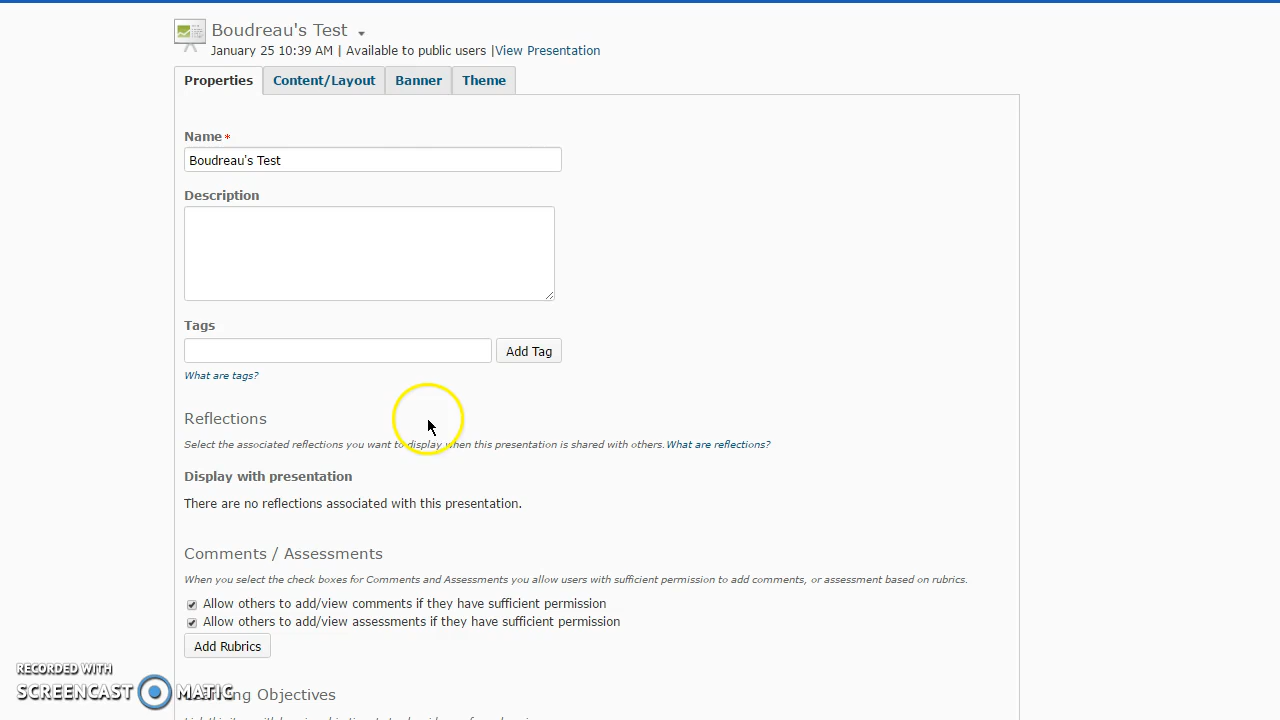 Boudreau's Test
January 25 10:39 AM | Available to public users |View Presentation
Properties Content/Layout Banner Theme
Name *
Boudreau's Test
Description
Tags
Add Tag
What are tags?
Reflections
Select the associated reflections you want to display when this presentation is shared with others.What are reflections?
Display with presentation
There are no reflections associated with this presentation.
Comments / Assessments
When you select the check boxes for Comments and Assessments you allow users with sufficient permission to add comments, or assessment based on rubrics.
Allow others to add/view comments if they have sufficient permission
Allow others to add/view assessments if they have sufficient permission
Add Rubrics
RECORDED WITH
SCREENCAST MATIC
Objectives